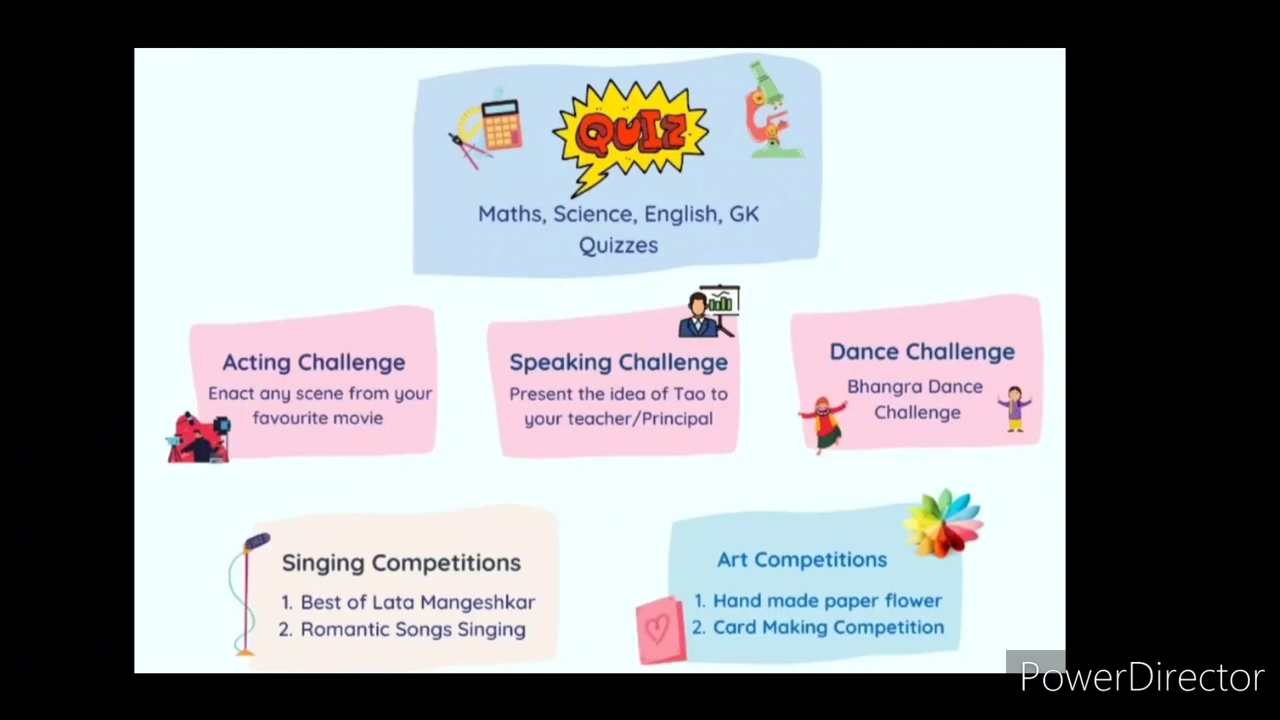 QUIZ
Maths, Science, English, GK
Quizzes
Acting Challenge
Enact any scene from your
favourite movie
Speaking Challenge
Present the idea of Tao to
your teacher/Principal
Dance Challenge
Bhangra Dance
Challenge
Singing Competitions
1. Best of Lata Mangeshkar
2. Romantic Songs Singing
Art Competitions
1. Hand made paper flower
2. Card Making Competition
PowerDirector